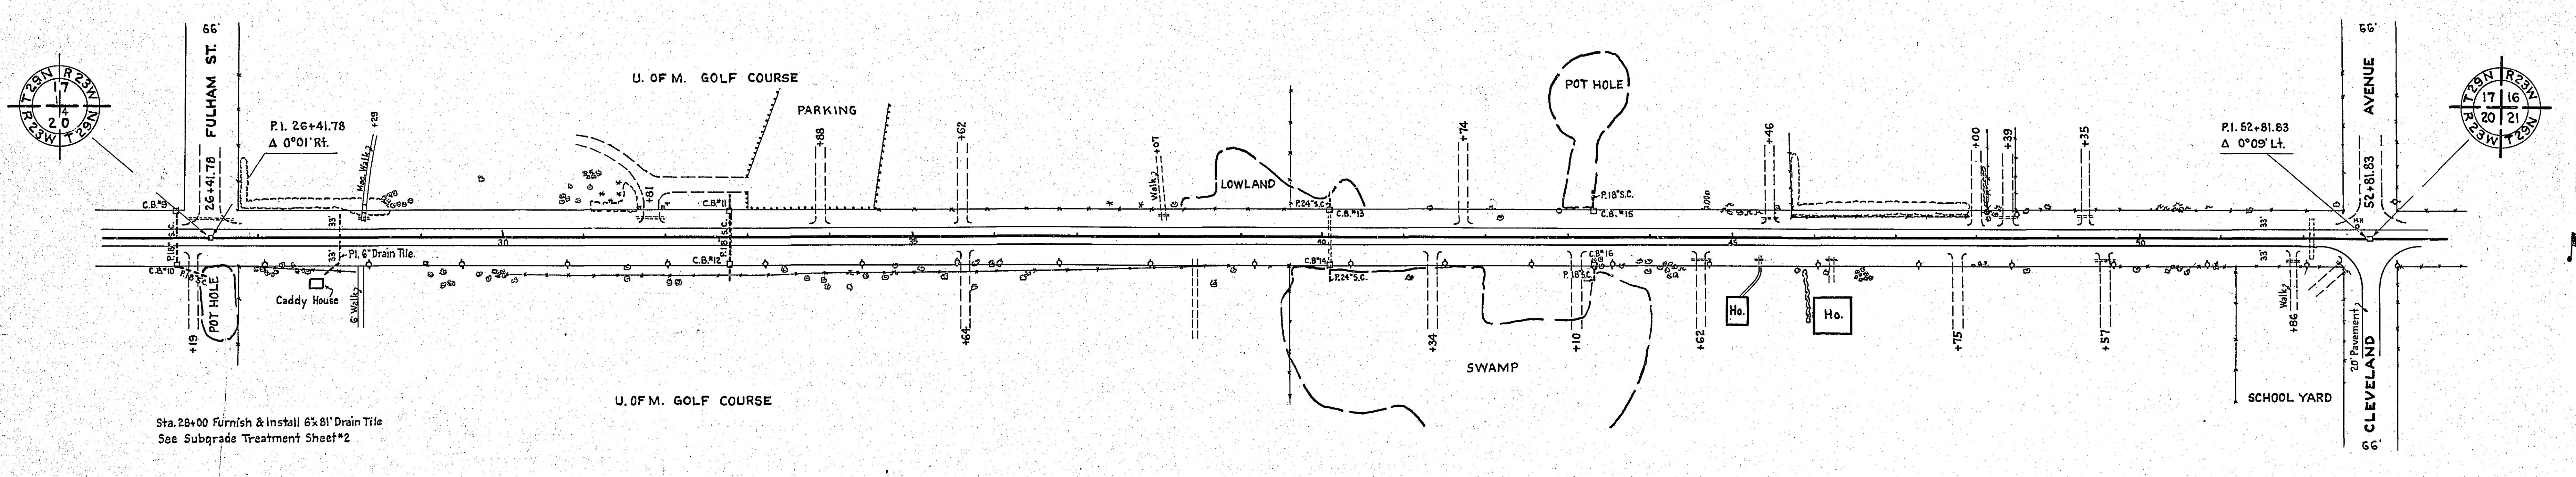 66'
FULHAM ST.
26+41.78
T29N R23W
17
1/4
20
R23W T29N
P.I. 26+41.78
Δ 0°01' Rt.
Mac. Walk
+29
U. OF M. GOLF COURSE
PARKING
+81
+88
+62
Walk
+07
LOWLAND
+74
POT HOLE
+46
+00
+39
+35
P.I. 52+81.83
Δ 0°09' Lt.
66'
AVENUE
52+81.83
T29N R23W
17 16
20 21
R23W T29N
C.B.#9
33'
C.B.#11
P.24"S.C.
C.B.#13
P.18"S.C.
C.B.#15
33'
M.H
P.18"S.C.
P.18"S.C.
30
35
40
45
50
C.B.#10
33'
P.I. 6" Drain Tile.
C.B.#12
C.B.#14
P.24"S.C.
C.B.#16
P.18"S.C.
33'
POT HOLE
Caddy House
6' Walk
+19
+64
+34
+10
+62
Ho.
Ho.
+75
+57
Walk
+86
20' Pavement
CLEVELAND
66'
SWAMP
SCHOOL YARD
U. OF M. GOLF COURSE
Sta. 28+00 Furnish & Install 6"x81' Drain Tile
See Subgrade Treatment Sheet #2